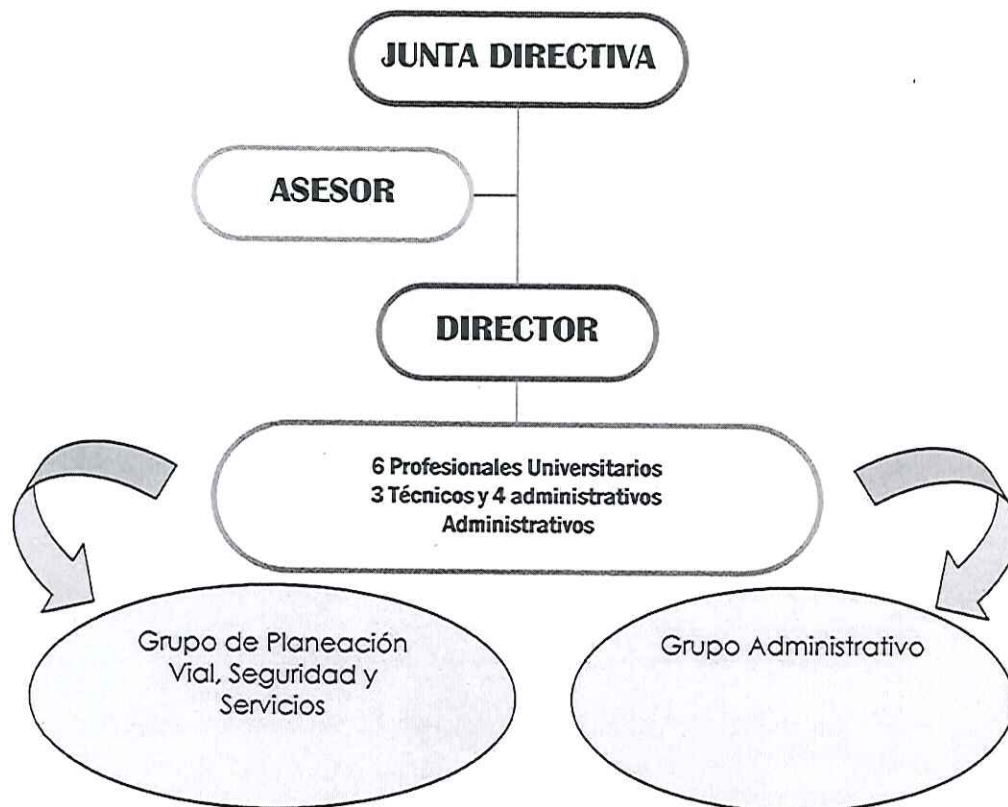 JUNTA DIRECTIVA
ASESOR
DIRECTOR
6 Profesionales Universitarios
3 Técnicos y 4 administrativos
Administrativos
Grupo de Planeación
Vial, Seguridad y
Servicios
Grupo Administrativo